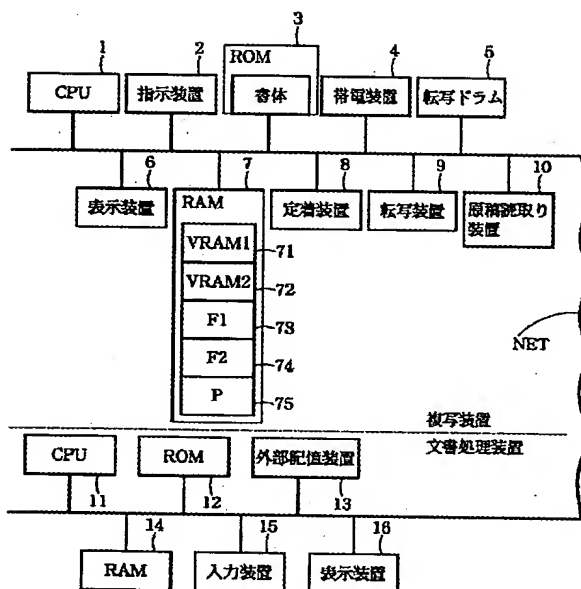 1 2 3 4 5
CPU 指示装置 ROM 書体 帯電装置 転写ドラム
6 7 8 9 10
表示装置 RAM 定着装置 転写装置 原稿読取り
装置
VRAM1 71
VRAM2 72
F1 73
F2 74
P 75
NET
複写装置
文書処理装置
CPU ROM 外部記憶装置
11 12 13
14 15 16
RAM 入力装置 表示装置